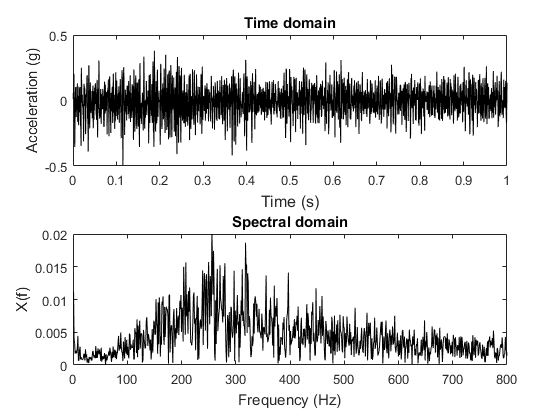 Time domain
0.5
0
-0.5
Acceleration (g)
0 0.1 0.2 0.3 0.4 0.5 0.6 0.7 0.8 0.9 1
Time (s)
Spectral domain
0.02
0.015
0.01
0.005
0
X(f)
0 100 200 300 400 500 600 700 800
Frequency (Hz)